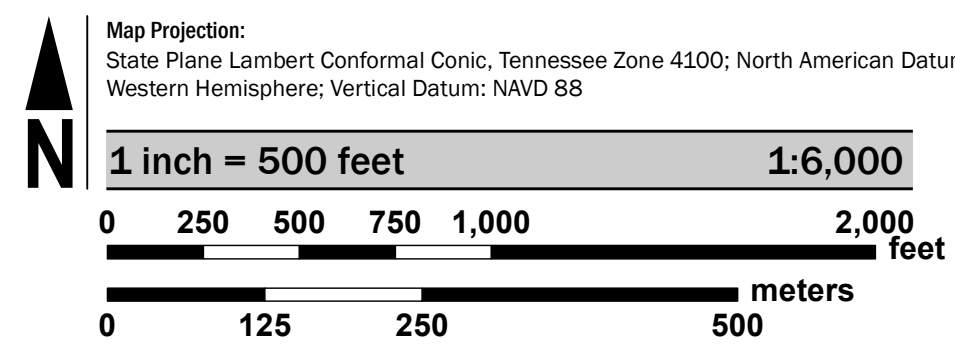 Map Projection:
State Plane Lambert Conformal Conic, Tennessee Zone 4100; North American
Western Hemisphere; Vertical Datum: NAVD 88
N
1 inch = 500 feet 1:6,000
0 250 500 750 1,000 2,000
feet
meters
0 125 250 500